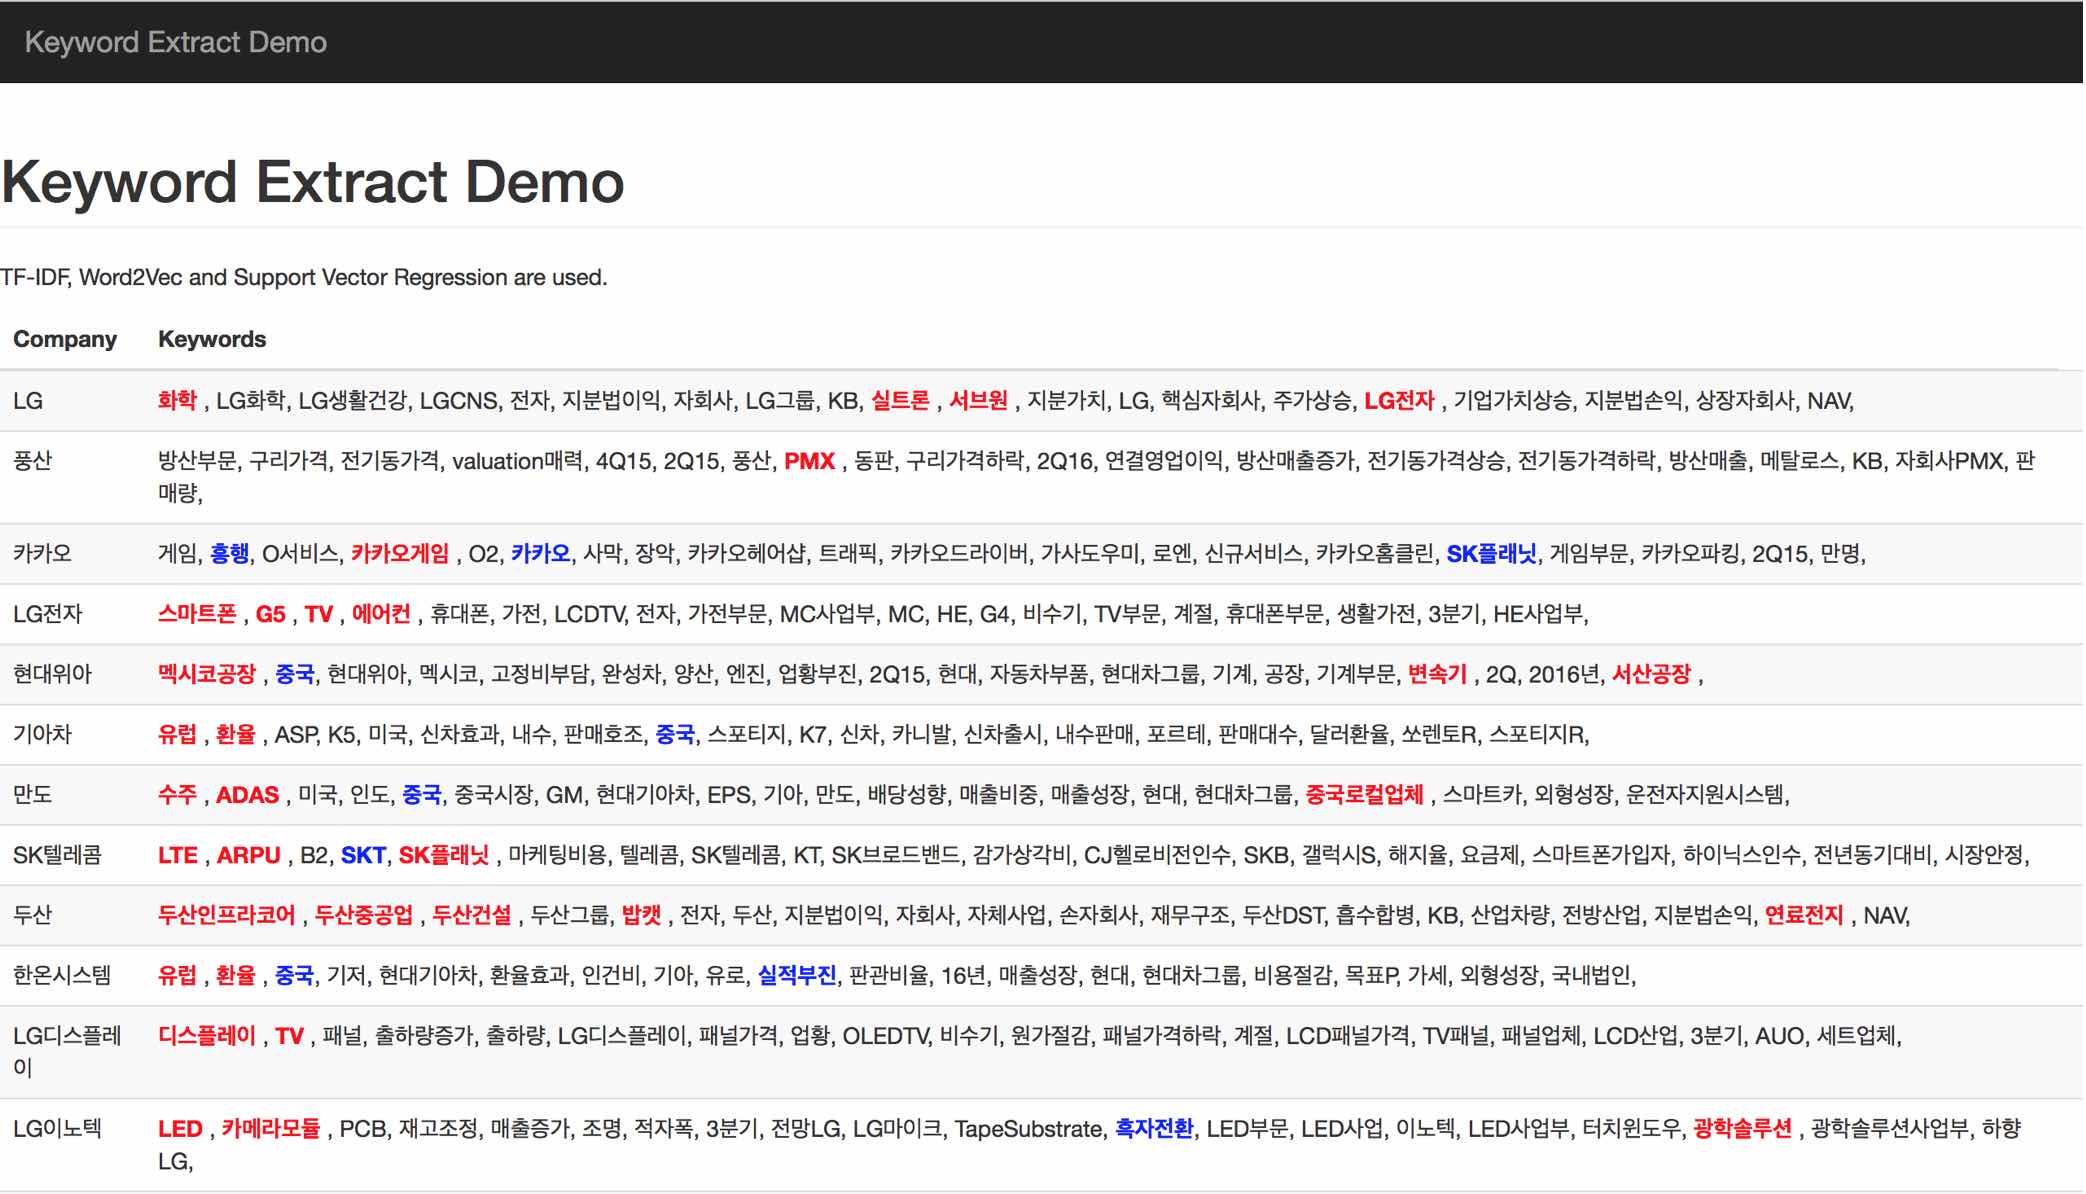 Keyword Extract Demo
Keyword Extract Demo
TF-IDF, Word2Vec and Support Vector Regression are used.
Company Keywords
LG 화학 , LG화학, LG생활건강, LGCNS, 전자, 지분법이익, 자회사, LG그룹, KB, 실트론 , 서브원 , 지분가치, LG, 핵심자회사, 주가상승, LG전자 , 기업가치상승, 지분법손익, 상장자회사, NAV,
풍산 방산부문, 구리가격, 전기동가격, valuation매력, 4Q15, 2Q15, 풍산, PMX , 동판, 구리가격하락, 2Q16, 연결영업이익, 방산매출증가, 전기동가격상승, 전기동가격하락, 방산매출, 메탈로스, KB, 자회사PMX, 판
매량,
카카오 게임, 흥행, O서비스, 카카오게임 , O2, 카카오, 사막, 장악, 카카오헤어샵, 트래픽, 카카오드라이버, 가사도우미, 로엔, 신규서비스, 카카오홈클린, SK플래닛, 게임부문, 카카오파킹, 2Q15, 만명,
LG전자 스마트폰 , G5 , TV , 에어컨 , 휴대폰, 가전, LCDTV, 전자, 가전부문, MC사업부, MC, HE, G4, 비수기, TV부문, 계절, 휴대폰부문, 생활가전, 3분기, HE사업부,
현대위아 멕시코공장 , 중국, 현대위아, 멕시코, 고정비부담, 완성차, 양산, 엔진, 업황부진, 2Q15, 현대, 자동차부품, 현대차그룹, 기계, 공장, 기계부문, 변속기 , 2Q, 2016년, 서산공장 ,
기아차 유럽 , 환율 , ASP, K5, 미국, 신차효과, 내수, 판매호조, 중국, 스포티지, K7, 신차, 카니발, 신차출시, 내수판매, 포르테, 판매대수, 달러환율, 쏘렌토R, 스포티지R,
만도 수주 , ADAS , 미국, 인도, 중국, 중국시장, GM, 현대기아차, EPS, 기아, 만도, 배당성향, 매출비중, 매출성장, 현대, 현대차그룹, 중국로컬업체 , 스마트카, 외형성장, 운전자지원시스템,
SK텔레콤 LTE , ARPU , B2, SKT, SK플래닛 , 마케팅비용, 텔레콤, SK텔레콤, KT, SK브로드밴드, 감가상각비, CJ헬로비전인수, SKB, 갤럭시S, 해지율, 요금제, 스마트폰가입자, 하이닉스인수, 전년동기대비, 시장안정,
두산 두산인프라코어 , 두산중공업 , 두산건설 , 두산그룹, 밥캣 , 전자, 두산, 지분법이익, 자회사, 자체사업, 손자회사, 재무구조, 두산DST, 흡수합병, KB, 산업차량, 전방산업, 지분법손익, 연료전지 , NAV,
한온시스템 유럽 , 환율 , 중국, 기저, 현대기아차, 환율효과, 인건비, 기아, 유로, 실적부진, 판관비율, 16년, 매출성장, 현대, 현대차그룹, 비용절감, 목표P, 가세, 외형성장, 국내법인,
LG디스플레 디스플레이 , TV , 패널, 출하량증가, 출하량, LG디스플레이, 패널가격, 업황, OLEDTV, 비수기, 원가절감, 패널가격하락, 계절, LCD패널가격, TV패널, 패널업체, LCD산업, 3분기, AUO, 세트업체,
이
LG이노텍 LED , 카메라모듈 , PCB, 재고조정, 매출증가, 조명, 적자폭, 3분기, 전망LG, LG마이크, TapeSubstrate, 흑자전환, LED부문, LED사업, 이노텍, LED사업부, 터치윈도우, 광학솔루션 , 광학솔루션사업부, 하향
LG,